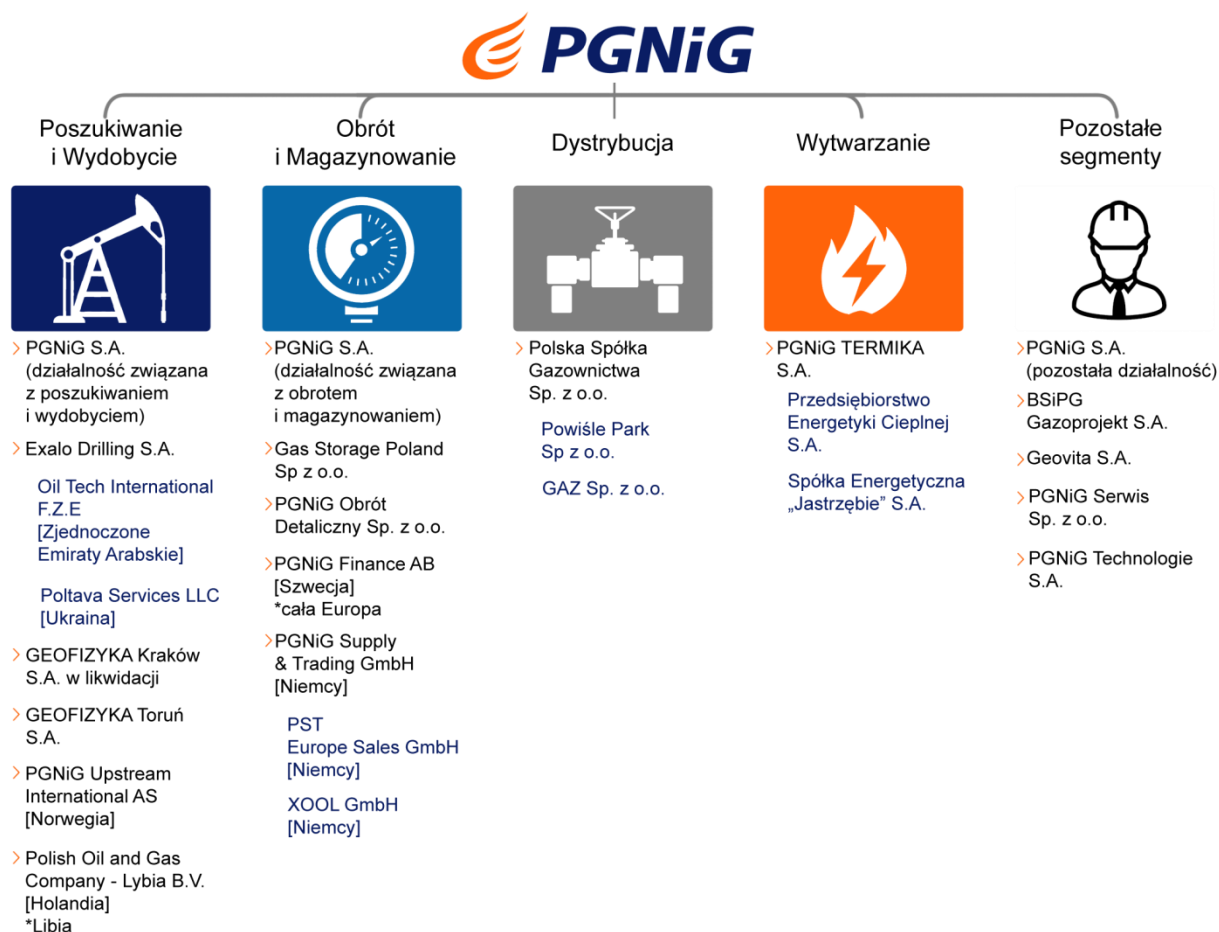 PGNiG
Poszukiwanie
i Wydobycie
Obrót
i Magazynowanie
Dystrybucja
Wytwarzanie
Pozostałe
segmenty
PGNiG S.A.
(działalność związana
z poszukiwaniem
i wydobyciem)
Exalo Drilling S.A.
Oil Tech International
F.Z.E
[Zjednoczone
Emiraty Arabskie]
Poltava Services LLC
[Ukraina]
GEOFIZYKA Kraków
S.A. w likwidacji
GEOFIZYKA Toruń
S.A.
PGNiG Upstream
International AS
[Norwegia]
Polish Oil and Gas
Company - Lybia B.V.
[Holandia]
*Libia
PGNiG S.A.
(działalność związana
z obrotem
i magazynowaniem)
Gas Storage Poland
Sp z o.o.
PGNiG Obrót
Detaliczny Sp. z o.o.
PGNiG Finance AB
[Szwecja]
*cała Europa
PGNiG Supply
& Trading GmbH
[Niemcy]
PST
Europe Sales GmbH
[Niemcy]
XOOL GmbH
[Niemcy]
Polska Spółka
Gazownictwa
Sp. z o.o.
Powiśle Park
Sp z o.o.
GAZ Sp. z o.o.
PGNiG TERMIKA
S.A.
Przedsiębiorstwo
Energetyki Cieplnej
S.A.
Spółka Energetyczna
„Jastrzębie” S.A.
PGNiG S.A.
(pozostała działalność)
BSiPG
Gazoprojekt S.A.
Geovita S.A.
PGNiG Serwis
Sp. z o.o.
PGNiG Technologie
S.A.